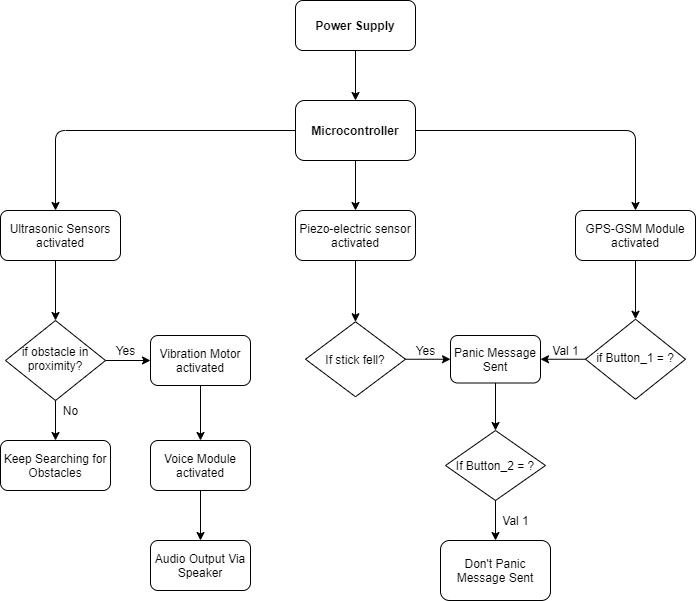 Power Supply
Microcontroller
Ultrasonic Sensors
activated
Piezo-electric sensor
activated
GPS-GSM Module
activated
if obstacle in
proximity?
Yes
Vibration Motor
activated
If stick fell?
Yes
Panic Message
Sent
Val 1
if Button_1 = ?
No
Keep Searching for
Obstacles
Voice Module
activated
If Button_2 = ?
Val 1
Audio Output Via
Speaker
Don't Panic
Message Sent